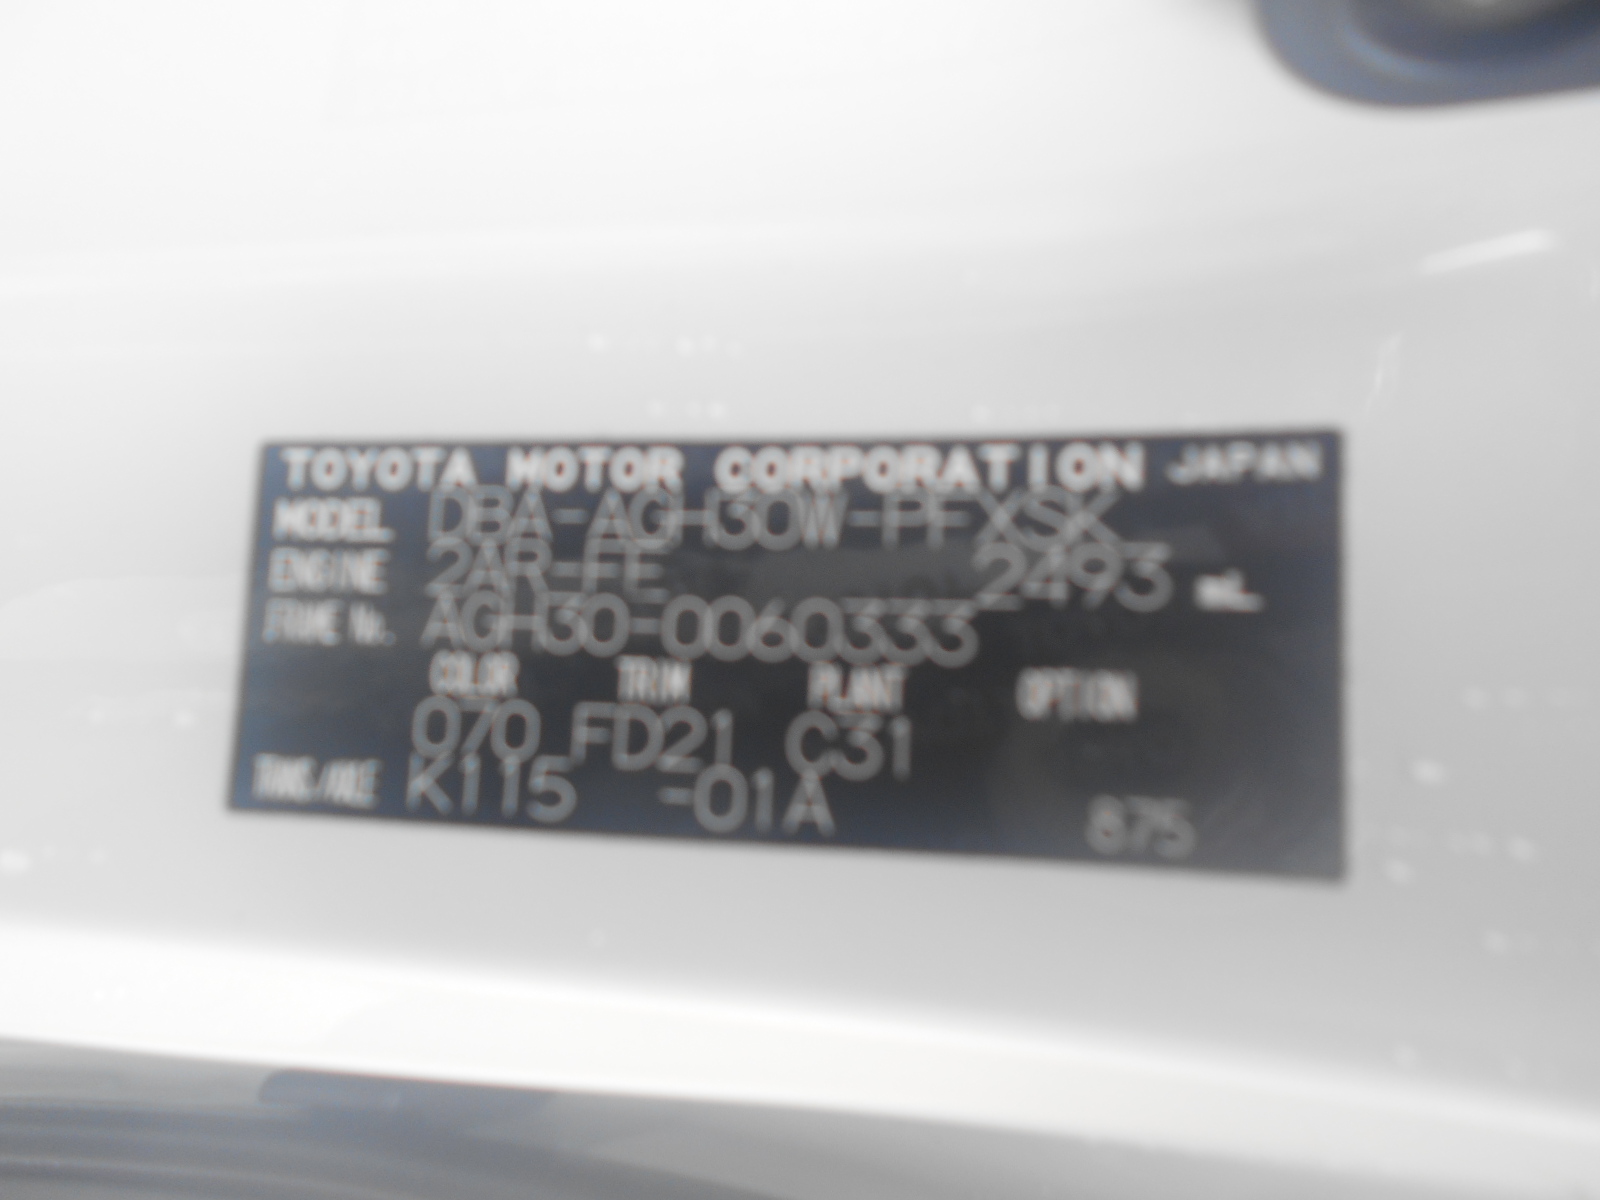 TOYOTA MOTOR CORPORATION JAPAN
MODEL DBA-AGH30W-PFXSK
ENGINE 2AR-FE 2493 mL
FRAME No. AGH30-0060333
COLOR TRIM PLANT OPTION
070 FD21 C31
TRANS/AXLE K115 -01A 875